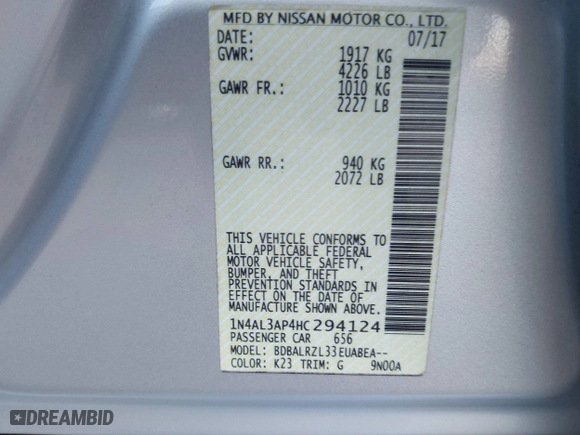 MFD BY NISSAN MOTOR CO., LTD.
DATE: 07/17
GVWR: 1917 KG
4226 LB
GAWR FR.: 1010 KG
2227 LB
GAWR RR.: 940 KG
2072 LB
THIS VEHICLE CONFORMS TO
ALL APPLICABLE FEDERAL
MOTOR VEHICLE SAFETY,
BUMPER, AND THEFT
PREVENTION STANDARDS IN
EFFECT ON THE DATE OF
MANUFACTURE SHOWN ABOVE.
1N4AL3AP4HC294124
PASSENGER CAR 656
MODEL: BDBALRZL33EUABEA--
COLOR: K23 TRIM: G 9N00A
DREAMBID